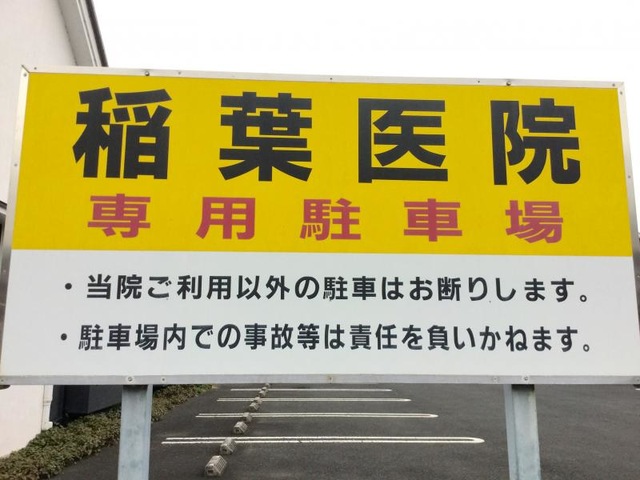 稲葉医院
専用駐車場
・当院ご利用以外の駐車はお断りします。
・駐車場内での事故等は責任を負いかねます。